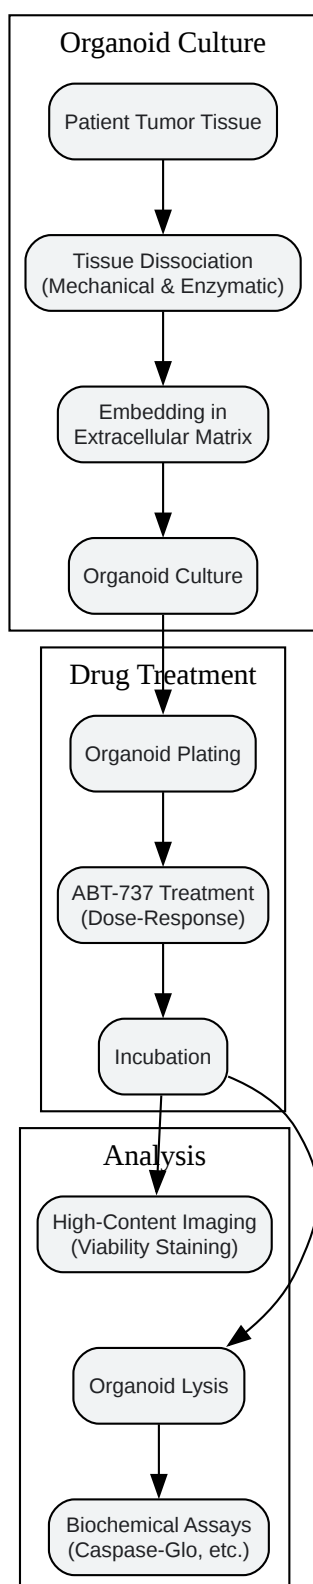 Organoid Culture
Patient Tumor Tissue
Tissue Dissociation
(Mechanical & Enzymatic)
Embedding in
Extracellular Matrix
Organoid Culture
Drug Treatment
Organoid Plating
ABT-737 Treatment
(Dose-Response)
Incubation
Analysis
High-Content Imaging
(Viability Staining)
Organoid Lysis
Biochemical Assays
(Caspase-Glo, etc.)